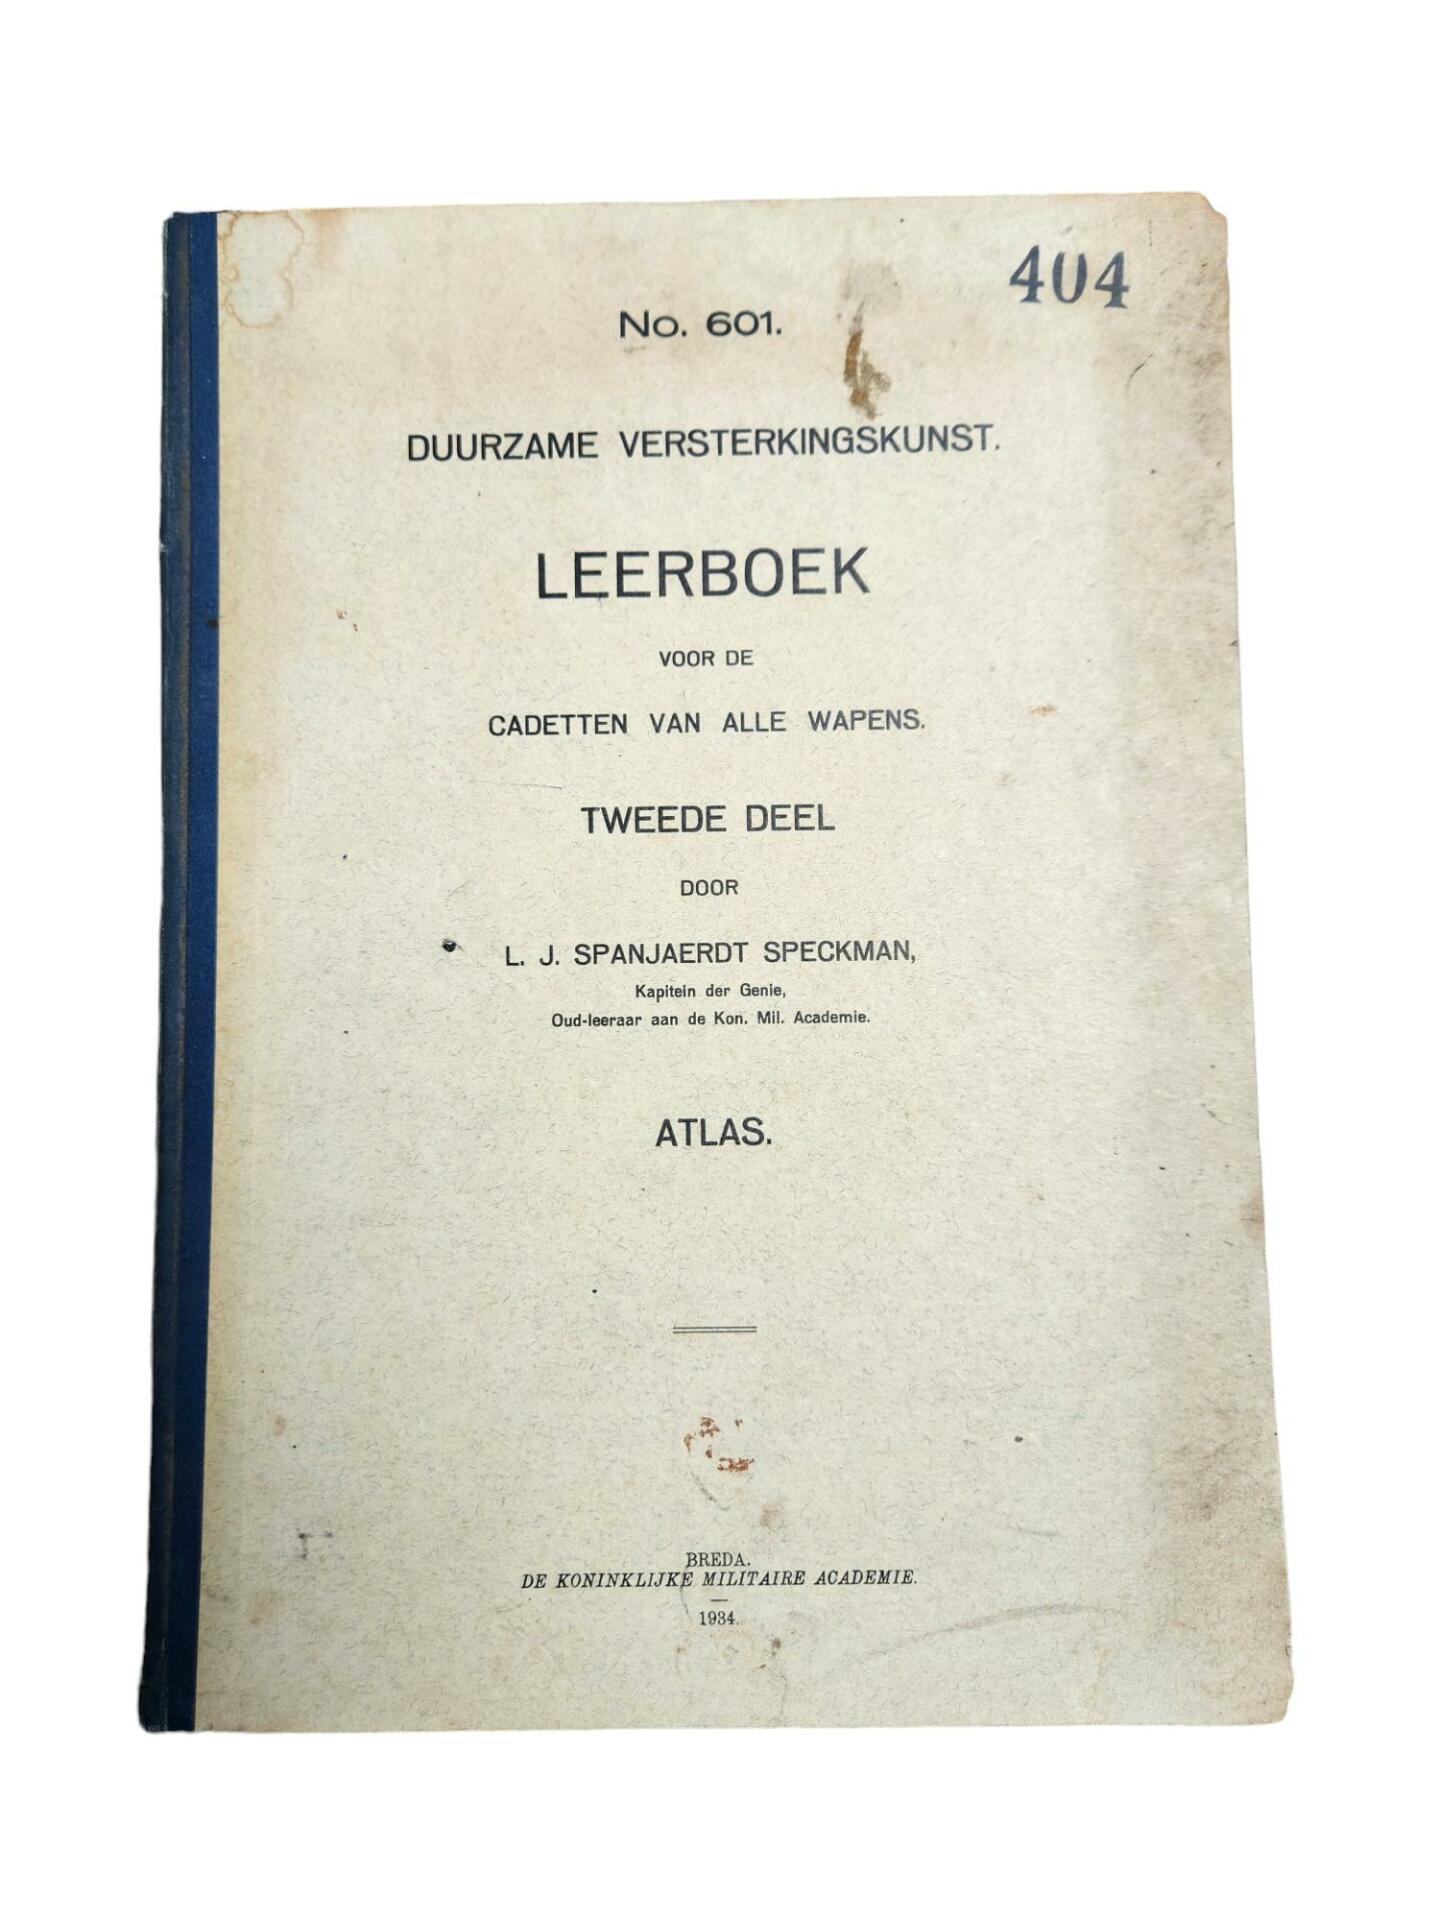 404
No. 601.
DUURZAME VERSTERKINGSKUNST.
LEERBOEK
VOOR DE
CADETTEN VAN ALLE WAPENS.
TWEEDE DEEL
DOOR
L. J. SPANJAERDT SPECKMAN,
Kapitein der Genie,
Oud-leeraar aan de Kon. Mil. Academie.
ATLAS.
BREDA.
DE KONINKLIJKE MILITAIRE ACADEMIE.
1934.